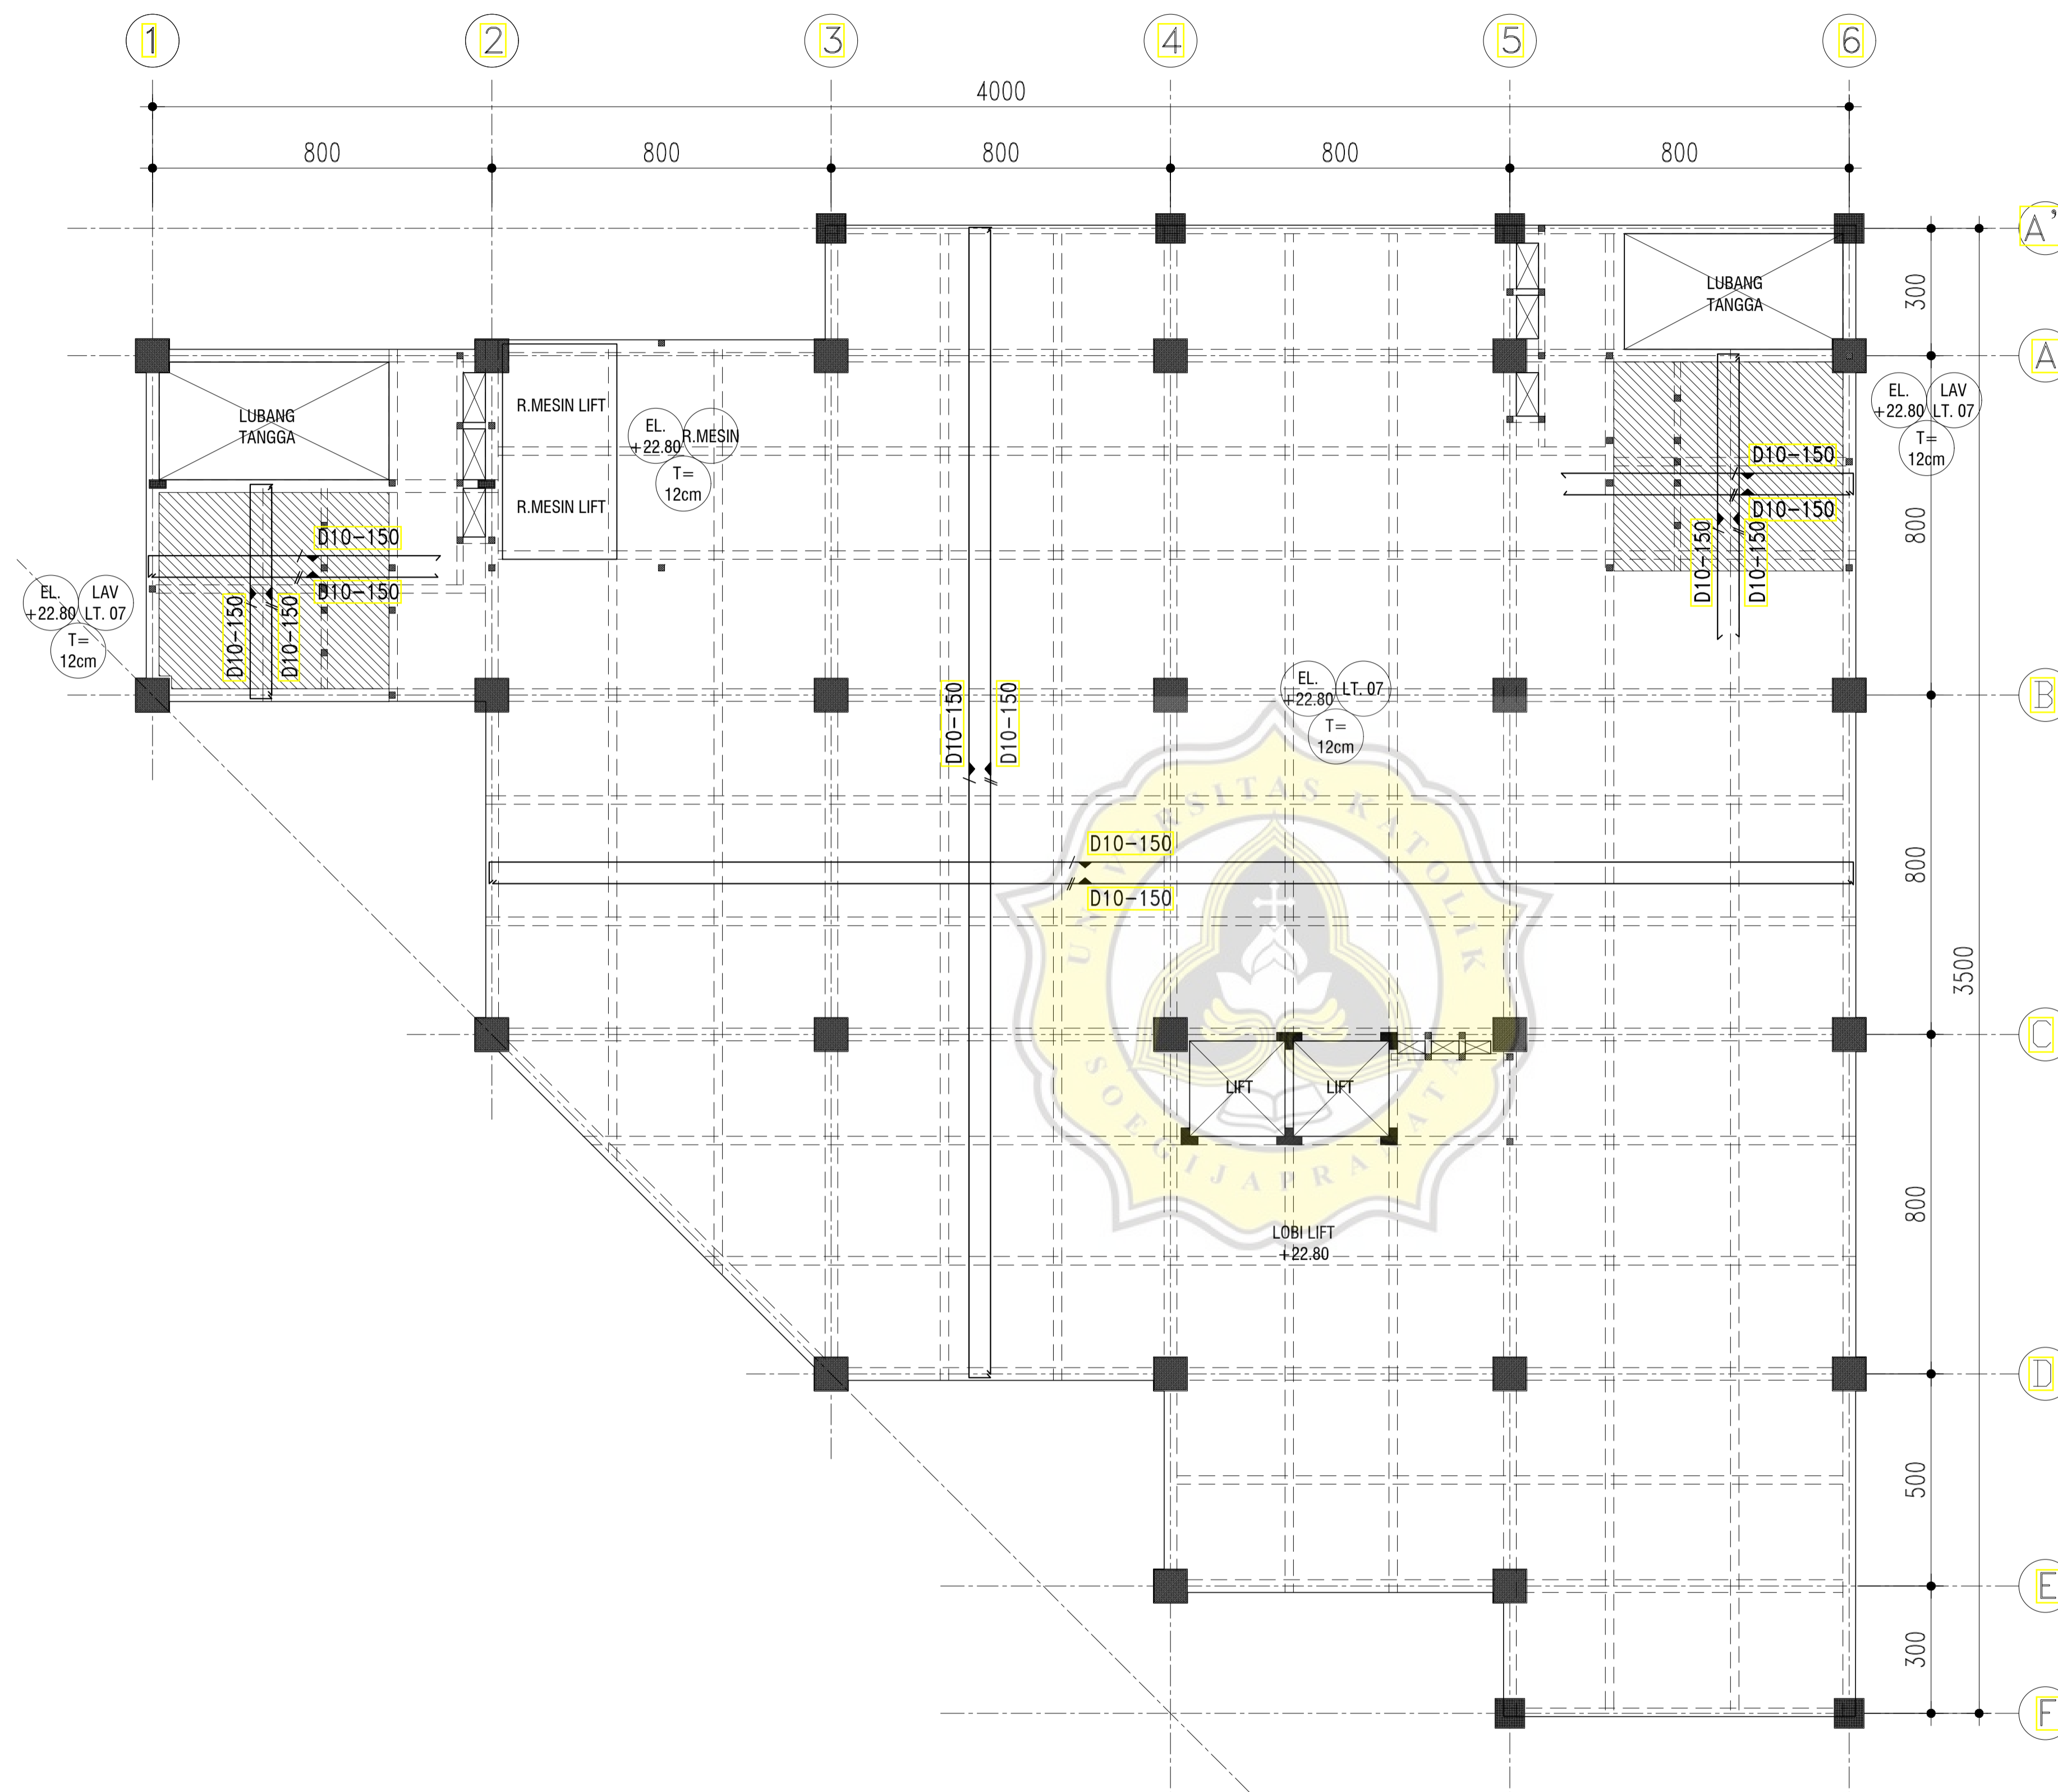 1 2 3 4 5 6
4000
800 800 800 800 800
A'
300
LUBANG
TANGGA
A
LUBANG
TANGGA
R.MESIN LIFT
EL.
+22.80
R.MESIN
T=
12cm
R.MESIN LIFT
EL.
+22.80
LAV
LT. 07
T=
12cm
D10-150
D10-150
D10-150
D10-150
800
D10-150
D10-150
D10-150
D10-150
EL.
+22.80
LAV
LT. 07
T=
12cm
B
EL.
+22.80
LT. 07
T=
12cm
D10-150
D10-150
D10-150
D10-150
800
3500
UNIVERSITAS KATOLIK
SOEGIJAPRANATA
C
LIFT
LIFT
800
LOBI LIFT
+22.80
D
500
E
300
F